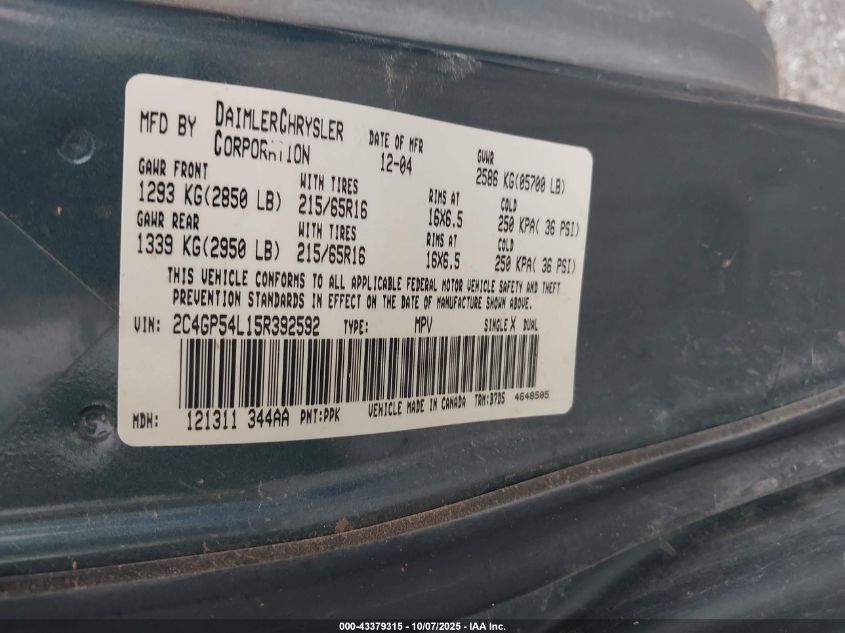 MFD BY DAIMLERCHRYSLER CORPORATION DATE OF MFR 12-04 GVWR 2586 KG(05700 LB)
GAWR FRONT WITH TIRES RIMS AT COLD
1293 KG(2850 LB) 215/65R16 16X6.5 250 KPA( 36 PSI)
GAWR REAR WITH TIRES RIMS AT COLD
1339 KG(2950 LB) 215/65R16 16X6.5 250 KPA( 36 PSI)
THIS VEHICLE CONFORMS TO ALL APPLICABLE FEDERAL MOTOR VEHICLE SAFETY AND THEFT
PREVENTION STANDARDS IN EFFECT ON THE DATE OF MANUFACTURE SHOWN ABOVE.
VIN: 2C4GP54L15R392592 TYPE: MPV SINGLE X DUAL
MDH: 121311 344AA PNT:PPK VEHICLE MADE IN CANADA TRM:B7D5 4648505
000-43379315 - 10/07/2025 - IAA Inc.